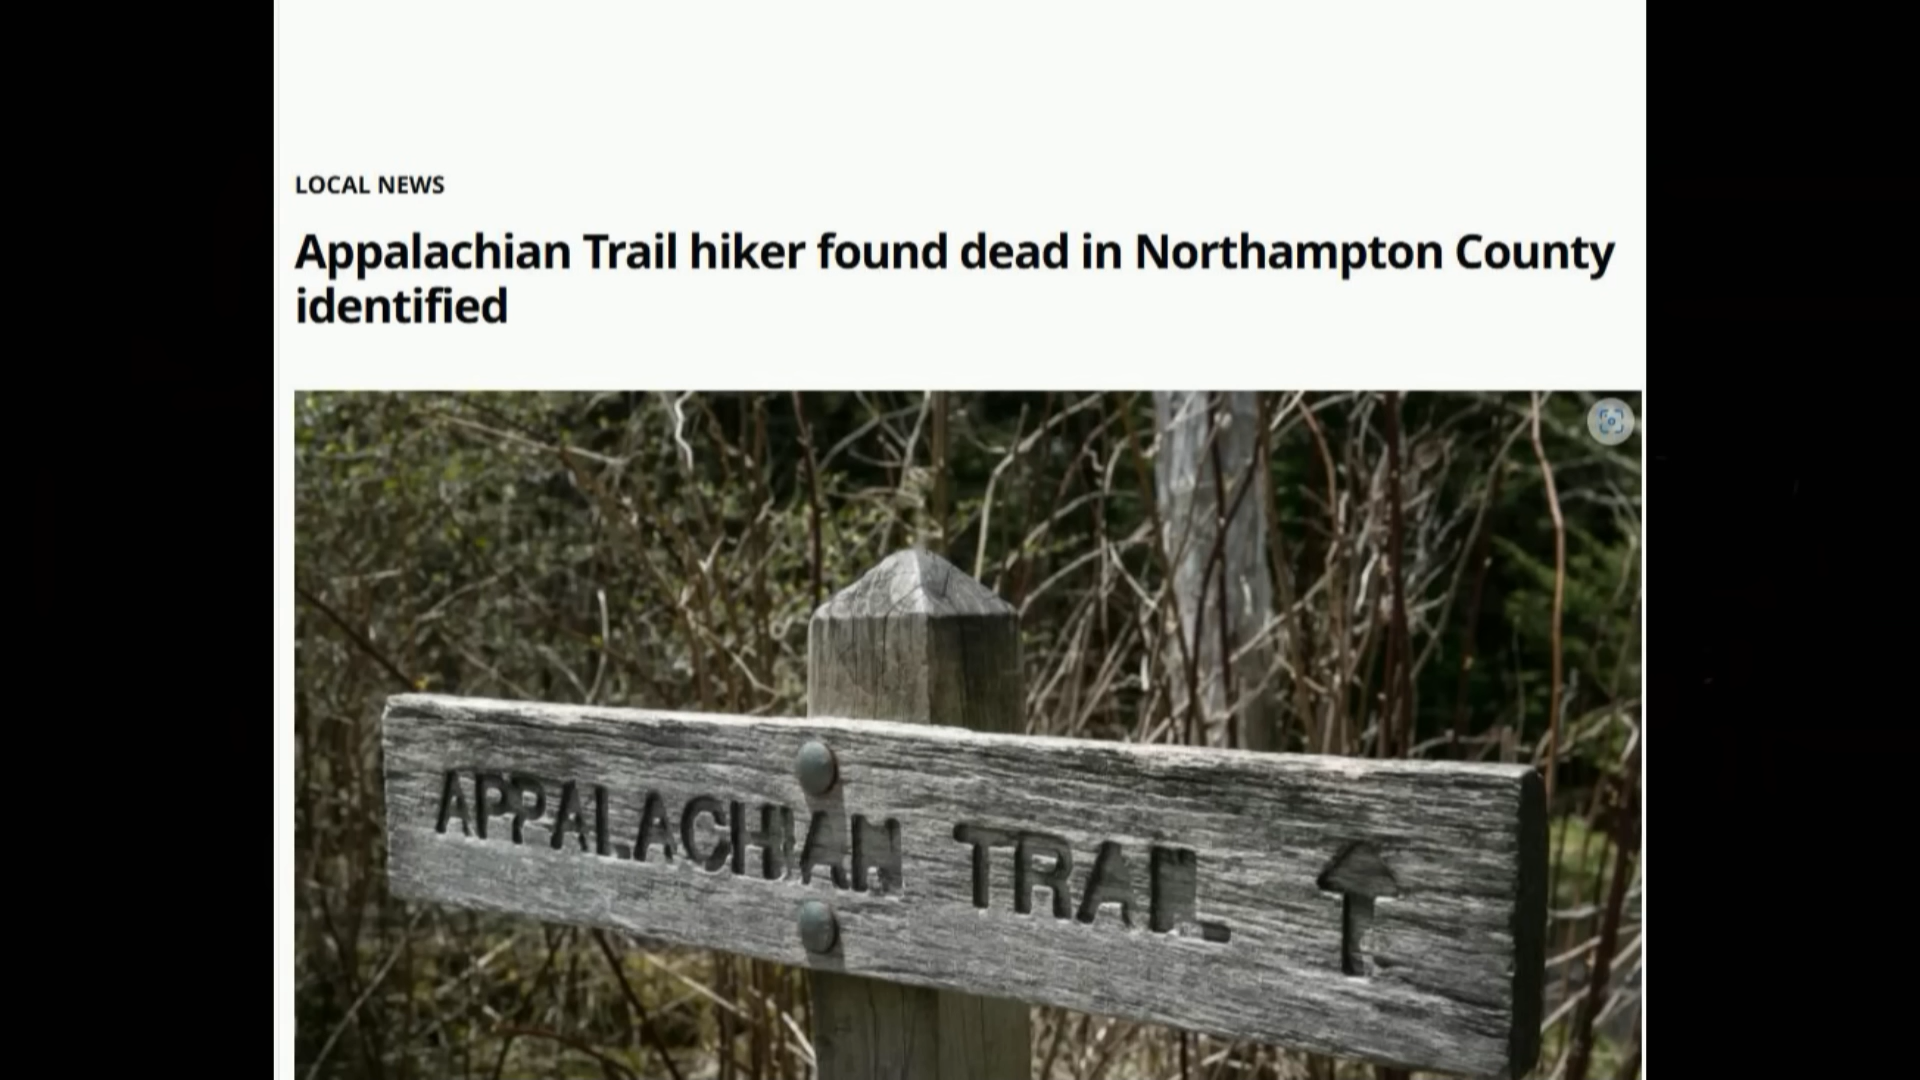 LOCAL NEWS
Appalachian Trail hiker found dead in Northampton County
identified
APPALACHIAN TRAIL